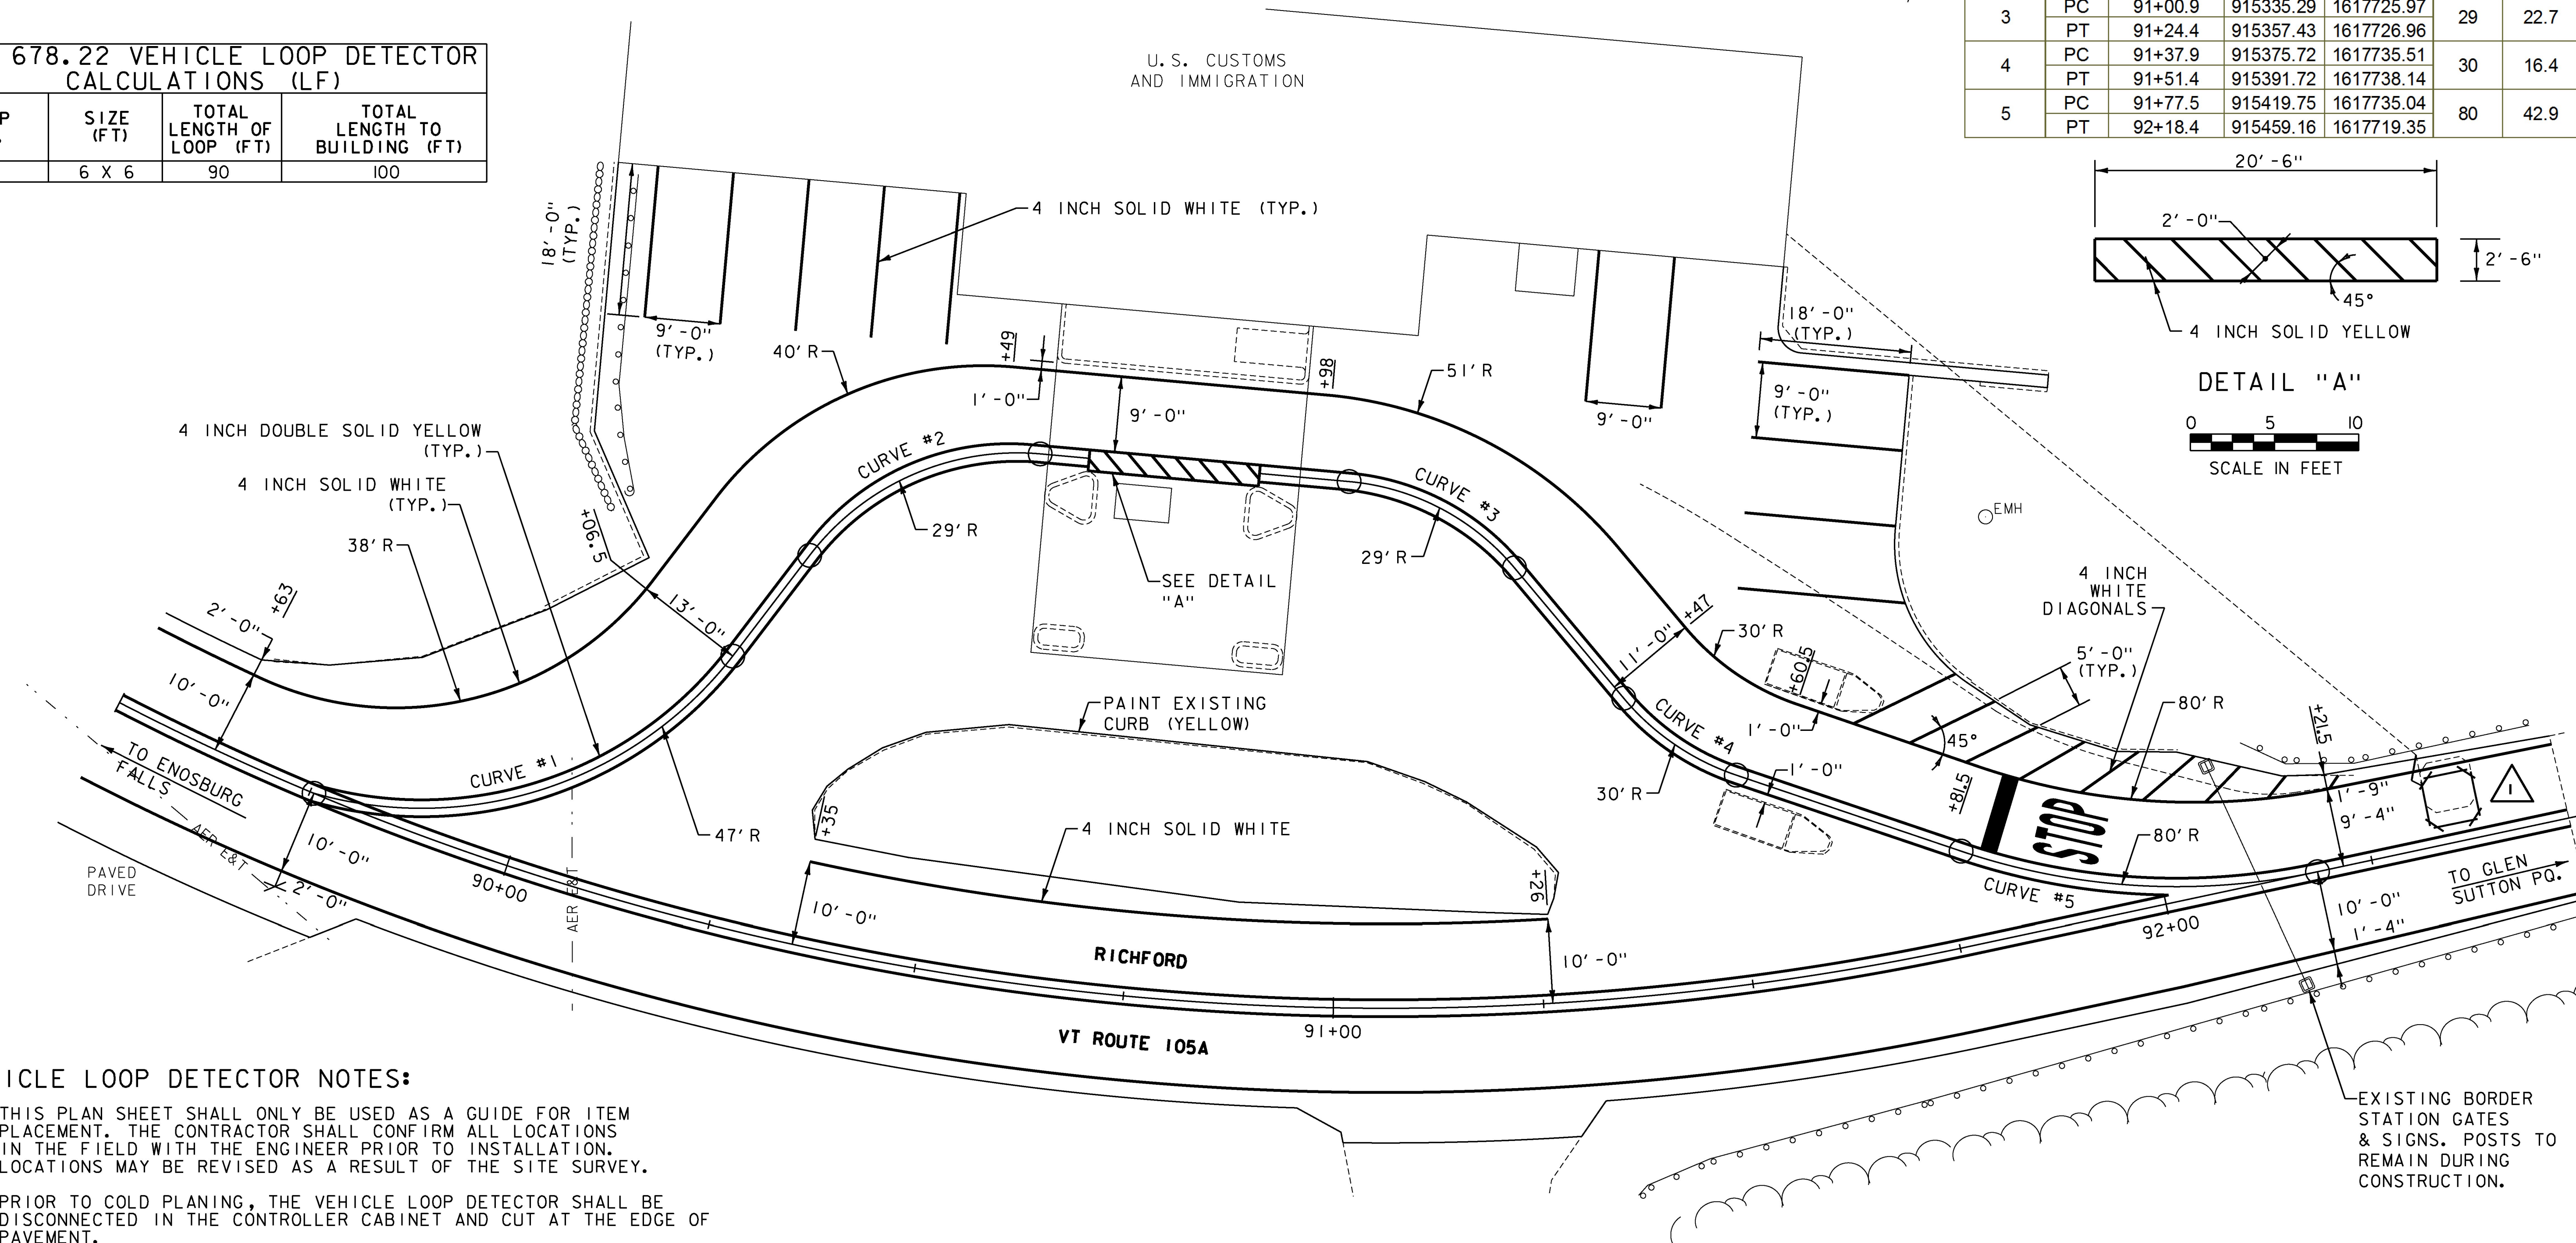 678.22 VEHICLE LOOP DETECTOR
CALCULATIONS (LF)
P
SIZE
(FT)
TOTAL
LENGTH OF
LOOP (FT)
TOTAL
LENGTH TO
BUILDING (FT)
6 X 6
90
100
U.S. CUSTOMS
AND IMMIGRATION
3
PC
91+00.9
915335.29
1617725.97
29
22.7
PT
91+24.4
915357.43
1617726.96
4
PC
91+37.9
915375.72
1617735.51
30
16.4
PT
91+51.4
915391.72
1617738.14
5
PC
91+77.5
915419.75
1617735.04
80
42.9
PT
92+18.4
915459.16
1617719.35
20'-6"
2'-0"
2'-6"
45°
4 INCH SOLID YELLOW
DETAIL "A"
0 5 10
SCALE IN FEET
18'-0"
(TYP.)
9'-0"
(TYP.)
4 INCH SOLID WHITE (TYP.)
40'R
+49
1'-0"
9'-0"
+98
51'R
9'-0"
18'-0"
(TYP.)
9'-0"
(TYP.)
4 INCH DOUBLE SOLID YELLOW
(TYP.)
4 INCH SOLID WHITE
(TYP.)
38'R
+06.5
CURVE #2
29'R
CURVE #3
29'R
SEE DETAIL
"A"
EMH
2'-0"
+63
10'-0"
13'-0"
11'-0"
+47
30'R
+60.5
1'-0"
4 INCH
WHITE
DIAGONALS
5'-0"
(TYP.)
80'R
+21.5
45°
CURVE #4
1'-0"
30'R
+81.5
STOP
80'R
1'-9"
9'-4"
1
TO ENOSBURG
FALLS
CURVE #1
47'R
PAINT EXISTING
CURB (YELLOW)
+35
4 INCH SOLID WHITE
+26
CURVE #5
TO GLEN
SUTTON PQ.
AER E&T
PAVED
DRIVE
10'-0"
2'-0"
90+00
AER E&T
10'-0"
RICHFORD
10'-0"
92+00
10'-0"
1'-4"
VT ROUTE 105A
91+00
ICLE LOOP DETECTOR NOTES:
THIS PLAN SHEET SHALL ONLY BE USED AS A GUIDE FOR ITEM
PLACEMENT. THE CONTRACTOR SHALL CONFIRM ALL LOCATIONS
IN THE FIELD WITH THE ENGINEER PRIOR TO INSTALLATION.
LOCATIONS MAY BE REVISED AS A RESULT OF THE SITE SURVEY.
PRIOR TO COLD PLANING, THE VEHICLE LOOP DETECTOR SHALL BE
DISCONNECTED IN THE CONTROLLER CABINET AND CUT AT THE EDGE OF
PAVEMENT.
EXISTING BORDER
STATION GATES
& SIGNS. POSTS TO
REMAIN DURING
CONSTRUCTION.